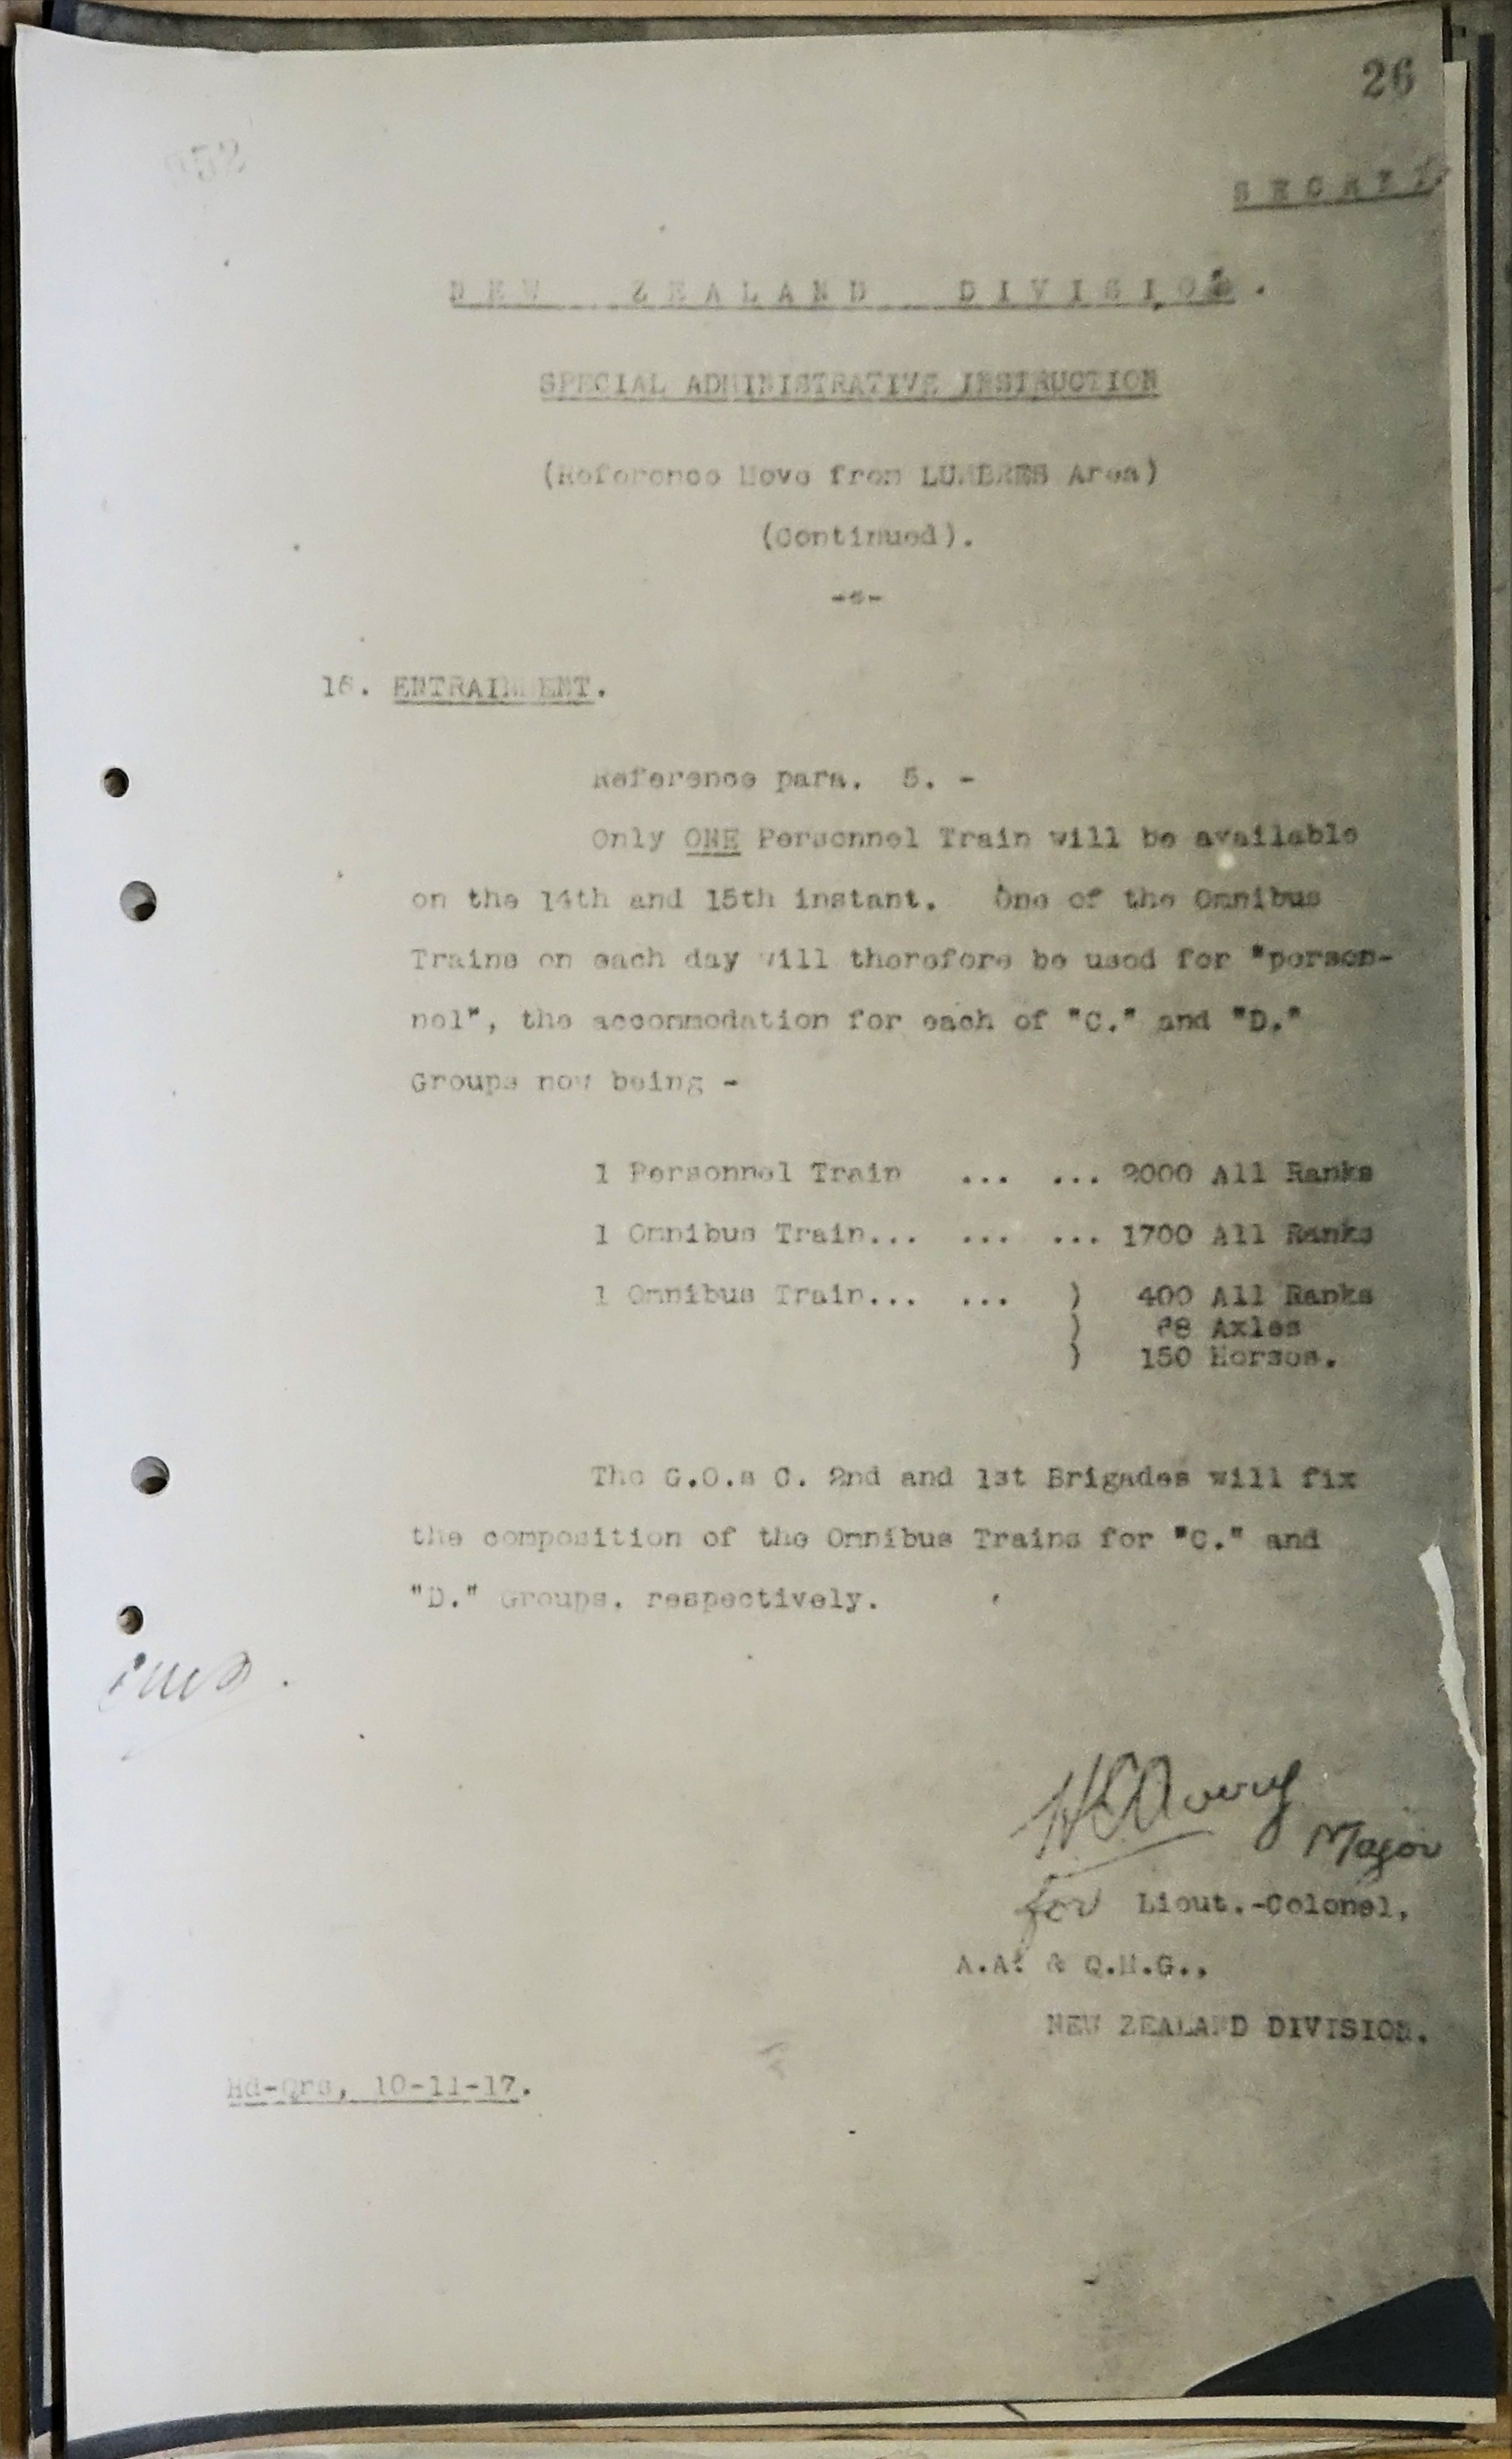 26
SECRET.
NEW ZEALAND DIVISION.
SPECIAL ADMINISTRATIVE INSTRUCTION
(Reference Move from LUMBRES Area)
(Continued).
ENTRAINMENT.
Reference para. 5. -
Only ONE Personnel Train will be available
on the 14th and 15th instant. One of the Omnibus
Trains on each day will therefore be used for "person-
nel", the accommodation for each of "C." and "D."
Groups now being -
1 Personnel Train ... ... 2000 All Ranks
1 Omnibus Train... ... ... 1700 All Ranks
1 Omnibus Train... ... ) 400 All Ranks
) Axles
) 150 Horses.
The G.O.s C. 2nd and 1st Brigades will fix
the composition of the Omnibus Trains for "C." and
"D." Groups, respectively.
Major
for Lieut.-Colonel,
A.A. & Q.M.G.,
NEW ZEALAND DIVISION.
Hd-Qrs, 10-11-17.